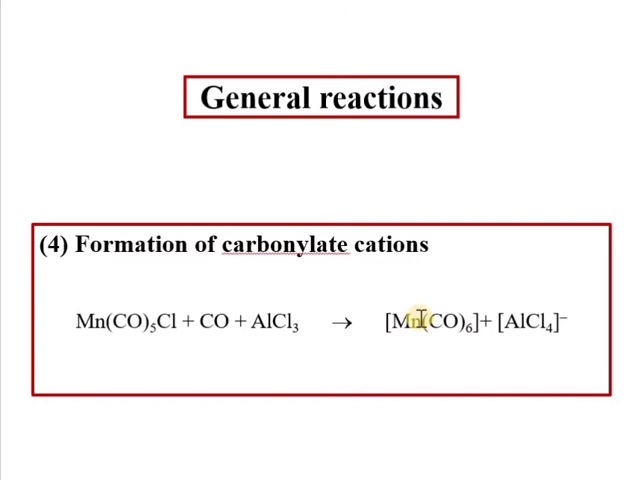 General reactions
(4) Formation of carbonylate cations
Mn(CO)₅Cl + CO + AlCl₃ → [Mn(CO)₆]+ [AlCl₄]⁻